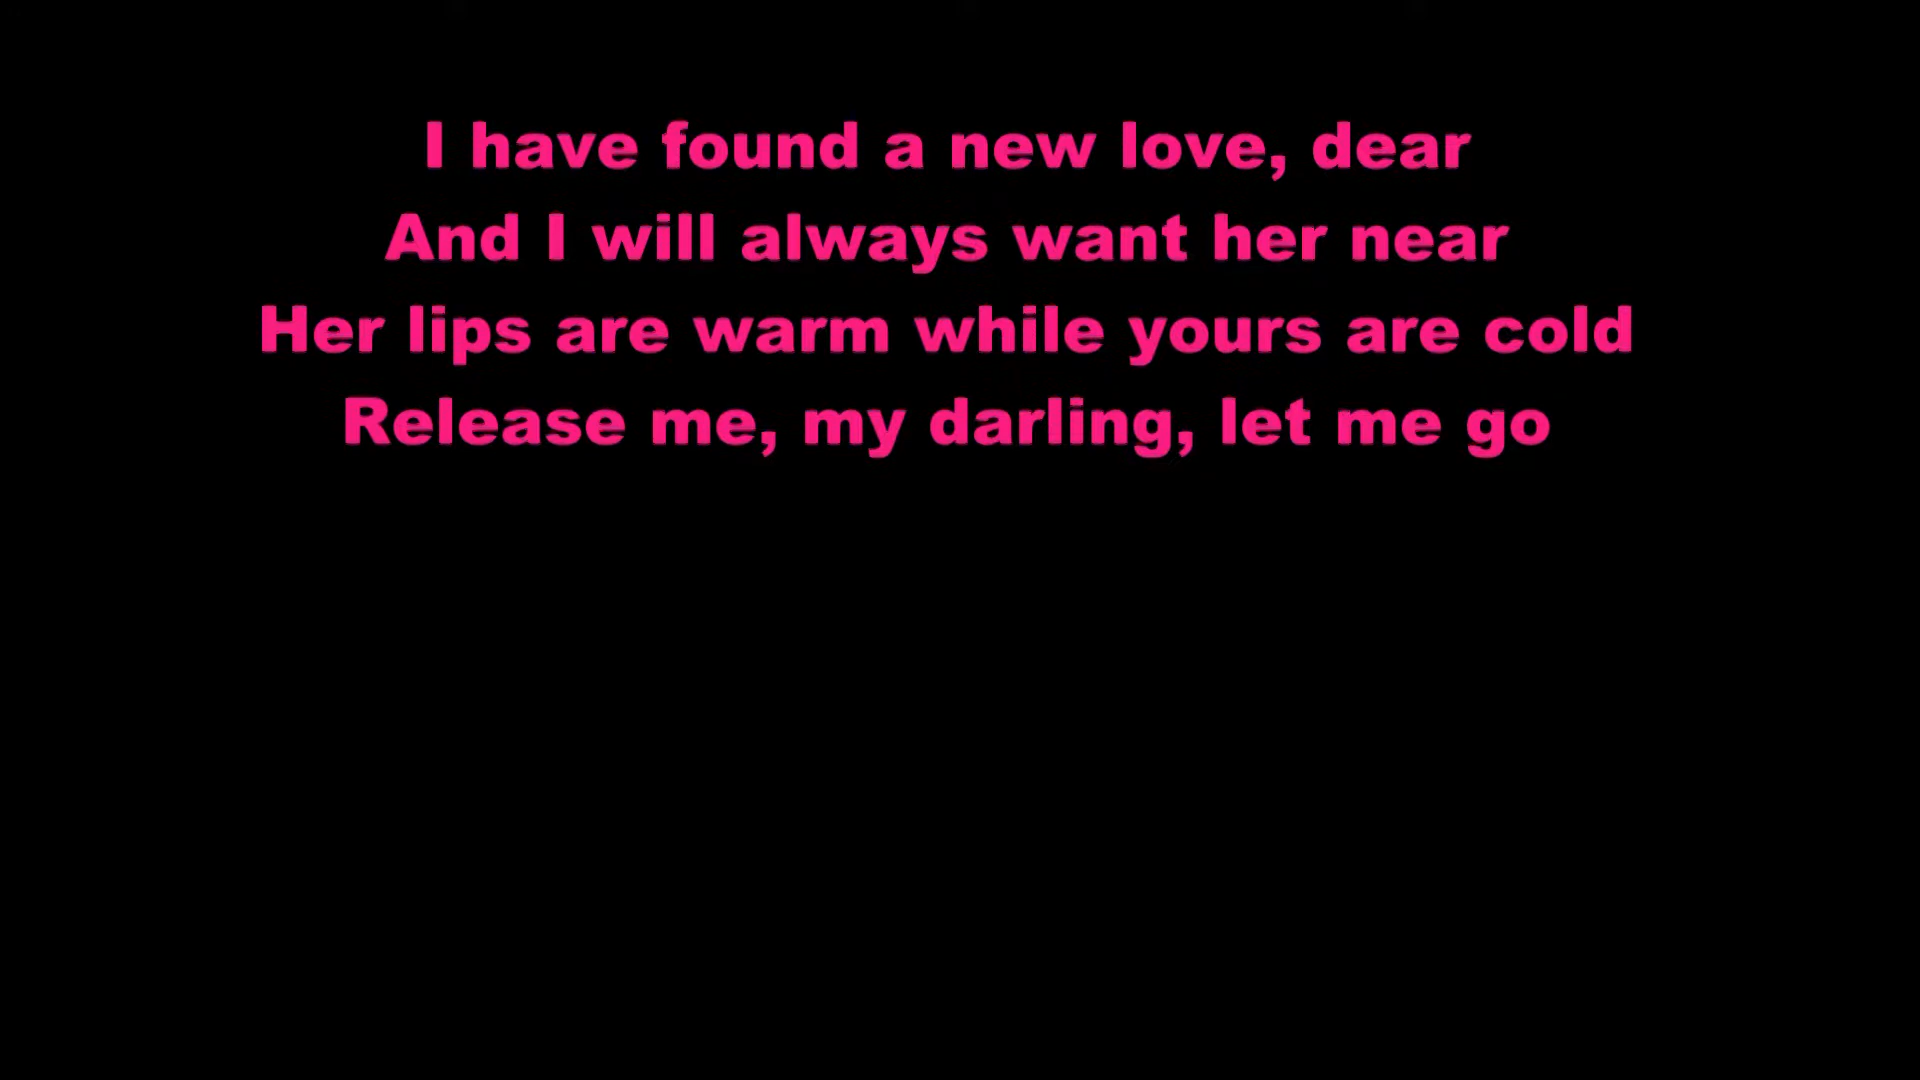 I have found a new love, dear
And I will always want her near
Her lips are warm while yours are cold
Release me, my darling, let me go